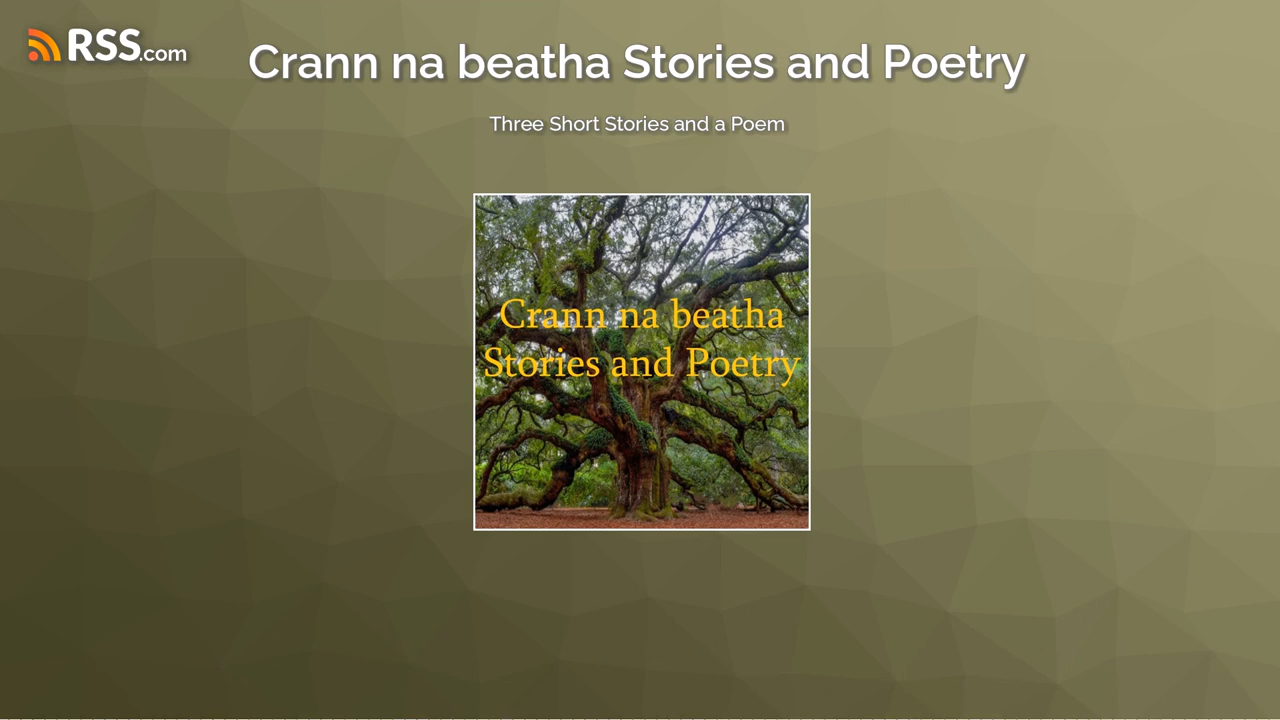 RSS.com
Crann na beatha Stories and Poetry
Three Short Stories and a Poem
Crann na beatha
Stories and Poetry